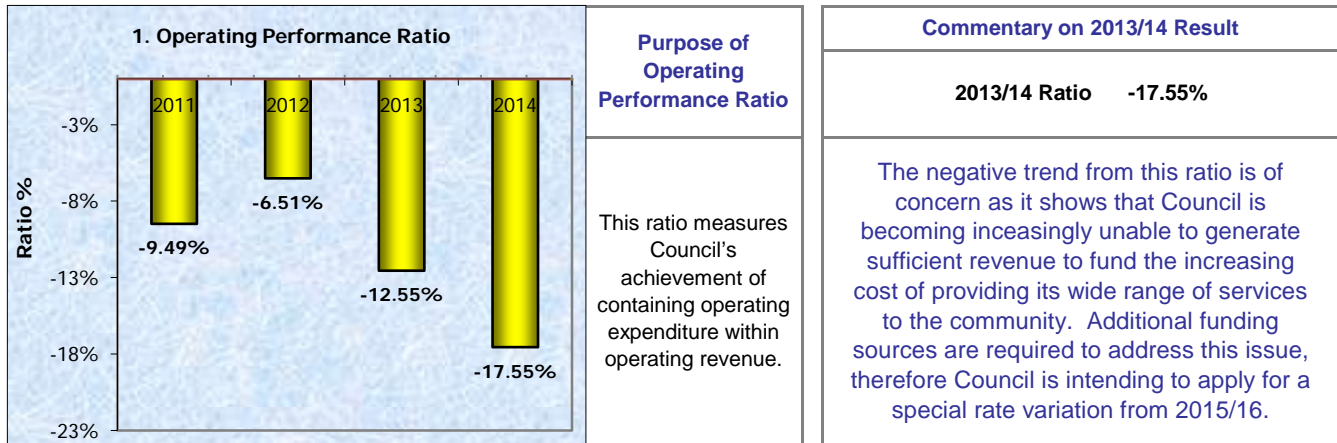 1. Operating Performance Ratio
Ratio %
-3%
-8%
-13%
-18%
-23%
2011
2012
2013
2014
-9.49%
-6.51%
-12.55%
-17.55%
Purpose of
Operating
Performance Ratio
This ratio measures
Council's
achievement of
containing operating
expenditure within
operating revenue.
Commentary on 2013/14 Result
2013/14 Ratio -17.55%
The negative trend from this ratio is of
concern as it shows that Council is
becoming inceasingly unable to generate
sufficient revenue to fund the increasing
cost of providing its wide range of services
to the community. Additional funding
sources are required to address this issue,
therefore Council is intending to apply for a
special rate variation from 2015/16.